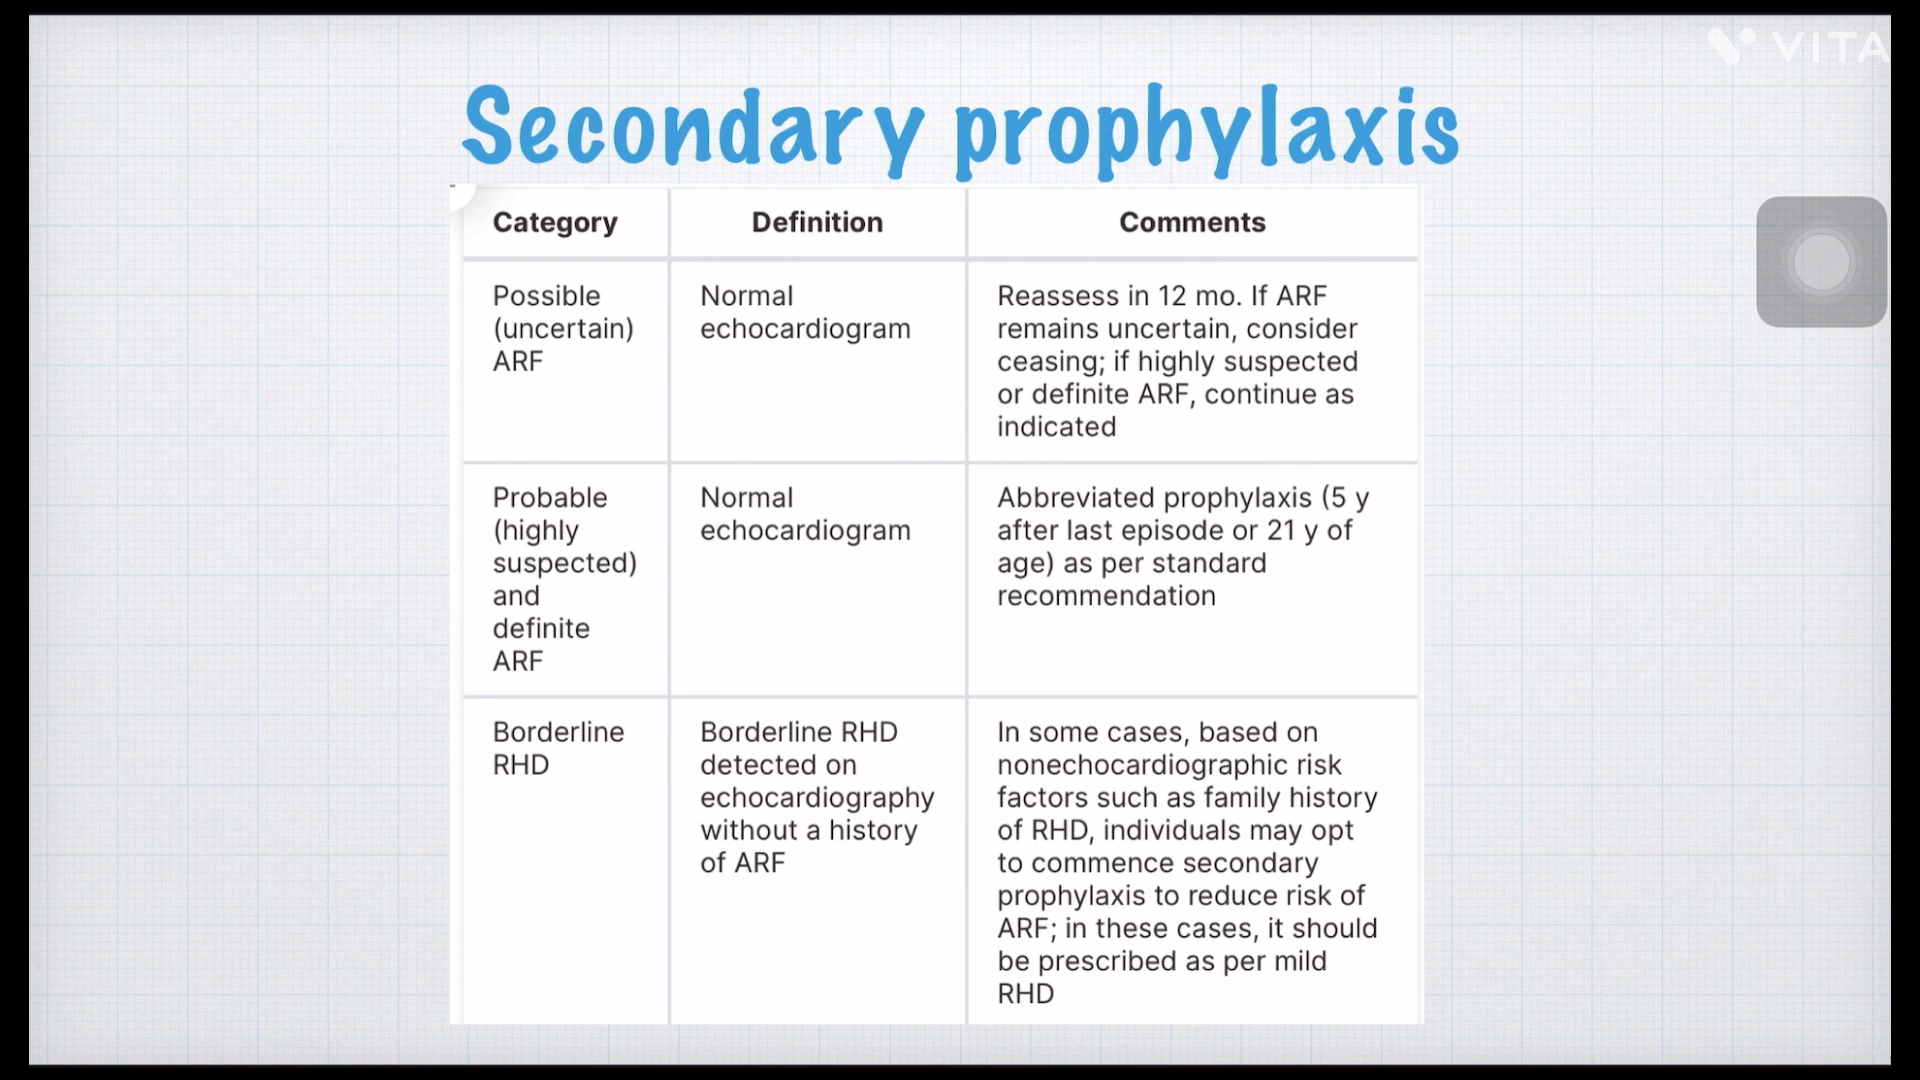 VITA
Secondary prophylaxis
Category
Definition
Comments
Possible
(uncertain)
ARF
Normal
echocardiogram
Reassess in 12 mo. If ARF
remains uncertain, consider
ceasing; if highly suspected
or definite ARF, continue as
indicated
Probable
(highly
suspected)
and
definite
ARF
Normal
echocardiogram
Abbreviated prophylaxis (5 y
after last episode or 21 y of
age) as per standard
recommendation
Borderline
RHD
Borderline RHD
detected on
echocardiography
without a history
of ARF
In some cases, based on
nonechocardiographic risk
factors such as family history
of RHD, individuals may opt
to commence secondary
prophylaxis to reduce risk of
ARF; in these cases, it should
be prescribed as per mild
RHD